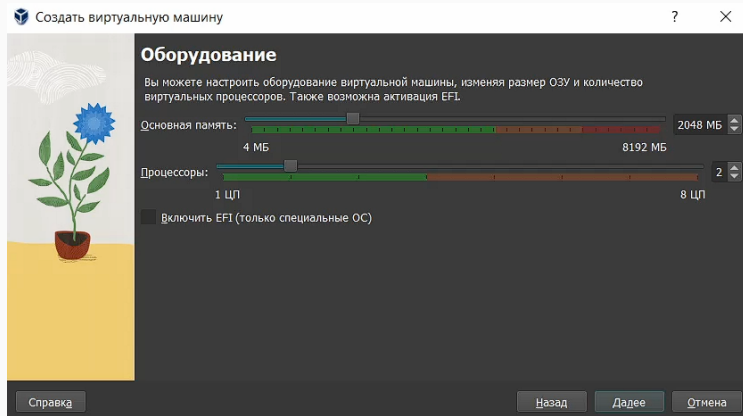 Создать виртуальную машину
?
Оборудование
Вы можете настроить оборудование виртуальной машины, изменяя размер ОЗУ и количество
виртуальных процессоров. Также возможна активация EFI.
Основная память:
2048 МБ
4 МБ
8192 МБ
Процессоры:
2
1 ЦП
8 ЦП
Включить EFI (только специальные ОС)
Справка
Назад
Далее
Отмена